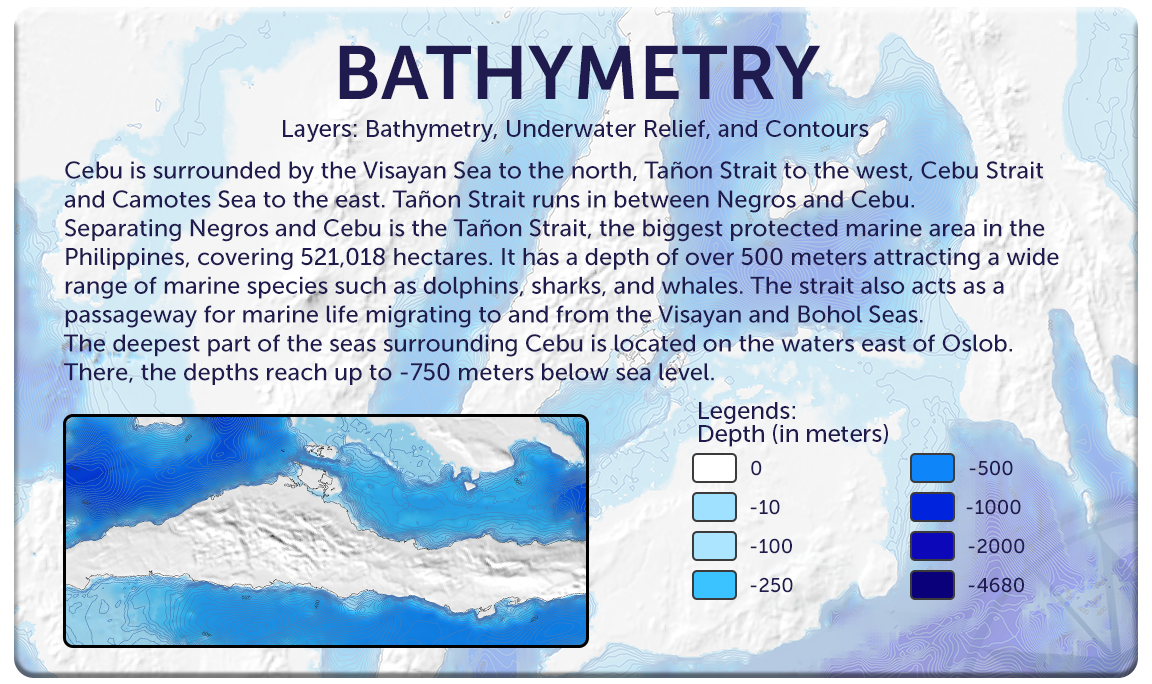 BATHYMETRY
Layers: Bathymetry, Underwater Relief, and Contours
Cebu is surrounded by the Visayan Sea to the north, Tañon Strait to the west, Cebu Strait
and Camotes Sea to the east. Tañon Strait runs in between Negros and Cebu.
Separating Negros and Cebu is the Tañon Strait, the biggest protected marine area in the
Philippines, covering 521,018 hectares. It has a depth of over 500 meters attracting a wide
range of marine species such as dolphins, sharks, and whales. The strait also acts as a
passageway for marine life migrating to and from the Visayan and Bohol Seas.
The deepest part of the seas surrounding Cebu is located on the waters east of Oslob.
There, the depths reach up to -750 meters below sea level.
Legends:
Depth (in meters)
0
-10
-100
-250
-500
-1000
-2000
-4680